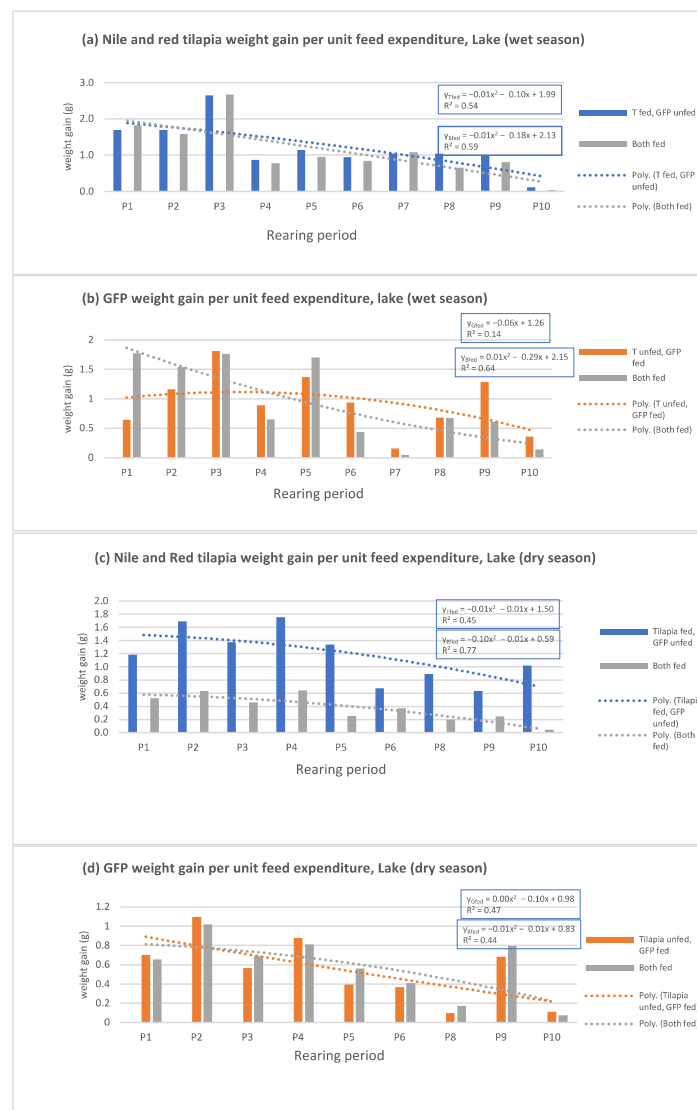 (a) Nile and red tilapia weight gain per unit feed expenditure, Lake (wet season)
weight gain (g)
3.0
2.0
1.0
0.0
P1 P2 P3 P4 P5 P6 P7 P8 P9 P10
Rearing period
yTfed = −0.01x² − 0.10x + 1.99
R² = 0.54
yBfed =−0.01x² − 0.18x + 2.13
R² = 0.59
T fed, GFP unfed
Both fed
Poly. (T fed, GFP
unfed)
Poly. (Both fed)
(b) GFP weight gain per unit feed expenditure, lake (wet season)
weight gain (g)
2
1.5
1
0.5
0
P1 P2 P3 P4 P5 P6 P7 P8 P9 P10
Rearing period
yGfed = −0.06x + 1.26
R² = 0.14
yBfed = 0.01x² − 0.29x + 2.15
R² = 0.64
T unfed, GFP
fed
Both fed
Poly. (T unfed,
GFP fed)
Poly. (Both fed)
(c) Nile and Red tilapia weight gain per unit feed expenditure, Lake (dry season)
weight gain (g)
2.0
1.8
1.6
1.4
1.2
1.0
0.8
0.6
0.4
0.2
0.0
P1 P2 P3 P4 P5 P6 P7 P8 P9 P10
Rearing period
yTfed = −0.01x² − 0.01x + 1.50
R² = 0.45
yBfed = −0.10x² − 0.01x + 0.59
R² = 0.77
Tilapia fed,
GFP unfed
Both fed
Poly. (Tilapi
fed, GFP
unfed)
Poly. (Both
fed)
(d) GFP weight gain per unit feed expenditure, Lake (dry season)
weight gain (g)
1.2
1
0.8
0.6
0.4
0.2
0
P1 P2 P3 P4 P5 P6 P7 P8 P9 P10
Rearing period
yGfed = 0.00x² − 0.10x + 0.98
R² = 0.47
yBfed = −0.01x² − 0.01x + 0.83
R² = 0.44
Tilapia unfed,
GFP fed
Both fed
Poly. (Tilapia
unfed, GFP fed)
Poly. (Both fed)